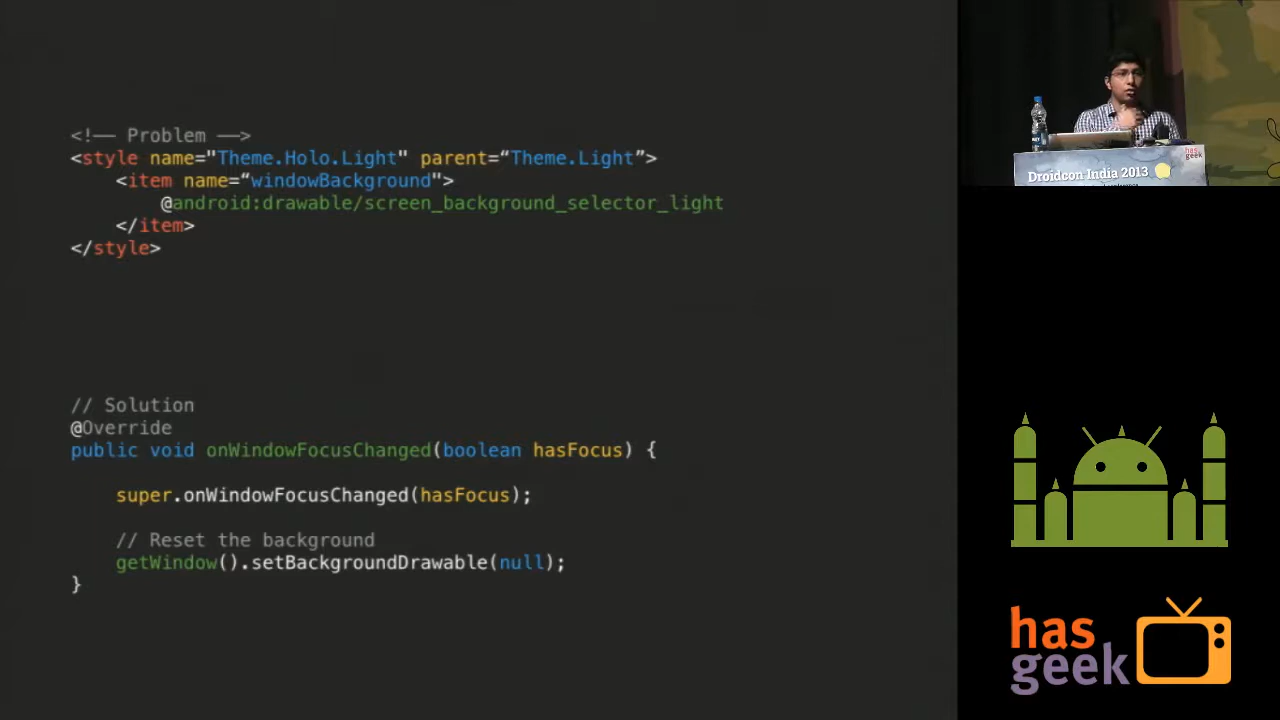 <!—— Problem ——>
<style name="Theme.Holo.Light" parent=“Theme.Light”>
<item name=“windowBackground">
@android:drawable/screen_background_selector_light
</item>
</style>
// Solution
@Override
public void onWindowFocusChanged(boolean hasFocus) {
super.onWindowFocusChanged(hasFocus);
// Reset the background
getWindow().setBackgroundDrawable(null);
}
has
geek
Droidcon India 2013
has
geek